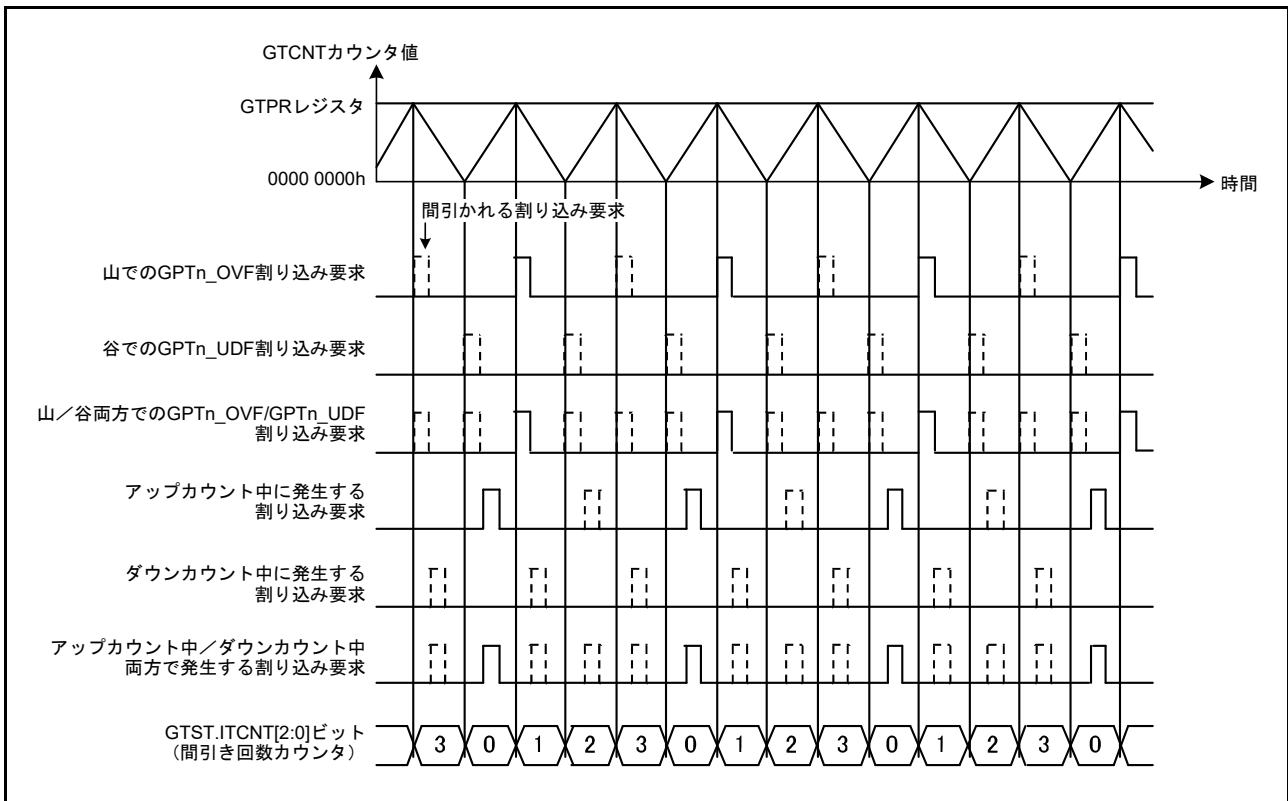 GTCNTカウンタ値
GTPRレジスタ
0000 0000h
時間
間引かれる割り込み要求
山でのGPTn_OVF割り込み要求
谷でのGPTn_UDF割り込み要求
山／谷両方でのGPTn_OVF/GPTn_UDF
割り込み要求
アップカウント中に発生する
割り込み要求
ダウンカウント中に発生する
割り込み要求
アップカウント中／ダウンカウント中
両方で発生する割り込み要求
GTST.ITCNT[2:0]ビット
（間引き回数カウンタ）
3 0 1 2 3 0 1 2 3 0 1 2 3 0